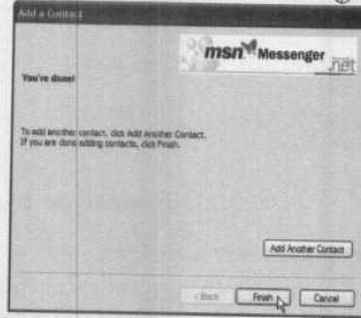 Add a Contact
msn Messenger
.net
You've done!
To add another contact, click Add Another Contact.
If you are done adding contacts, click Finish.
Add Another Contact
< Back
Finish
Cancel